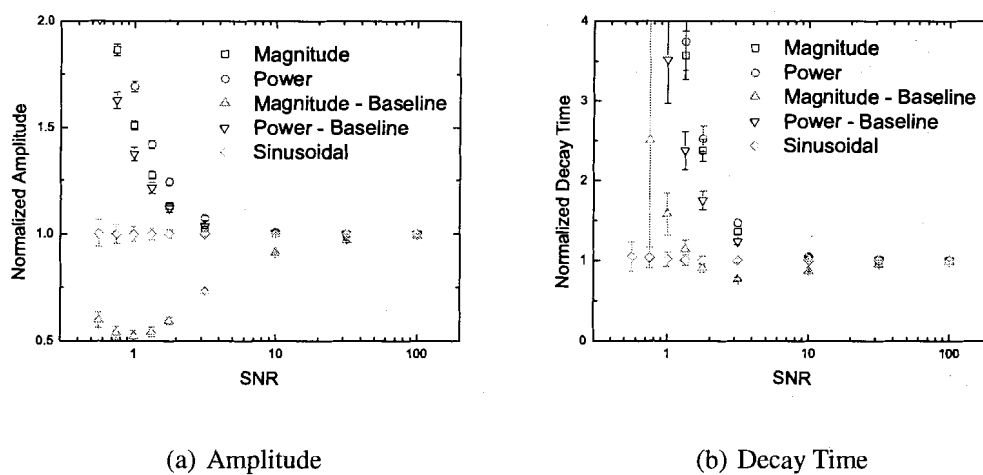 Normalized Amplitude
2.0
1.5
1.0
0.5
Magnitude
Power
Magnitude - Baseline
Power - Baseline
Sinusoidal
1
10
100
SNR
(a) Amplitude
Normalized Decay Time
4
3
2
1
0
Magnitude
Power
Magnitude - Baseline
Power - Baseline
Sinusoidal
1
10
100
SNR
(b) Decay Time